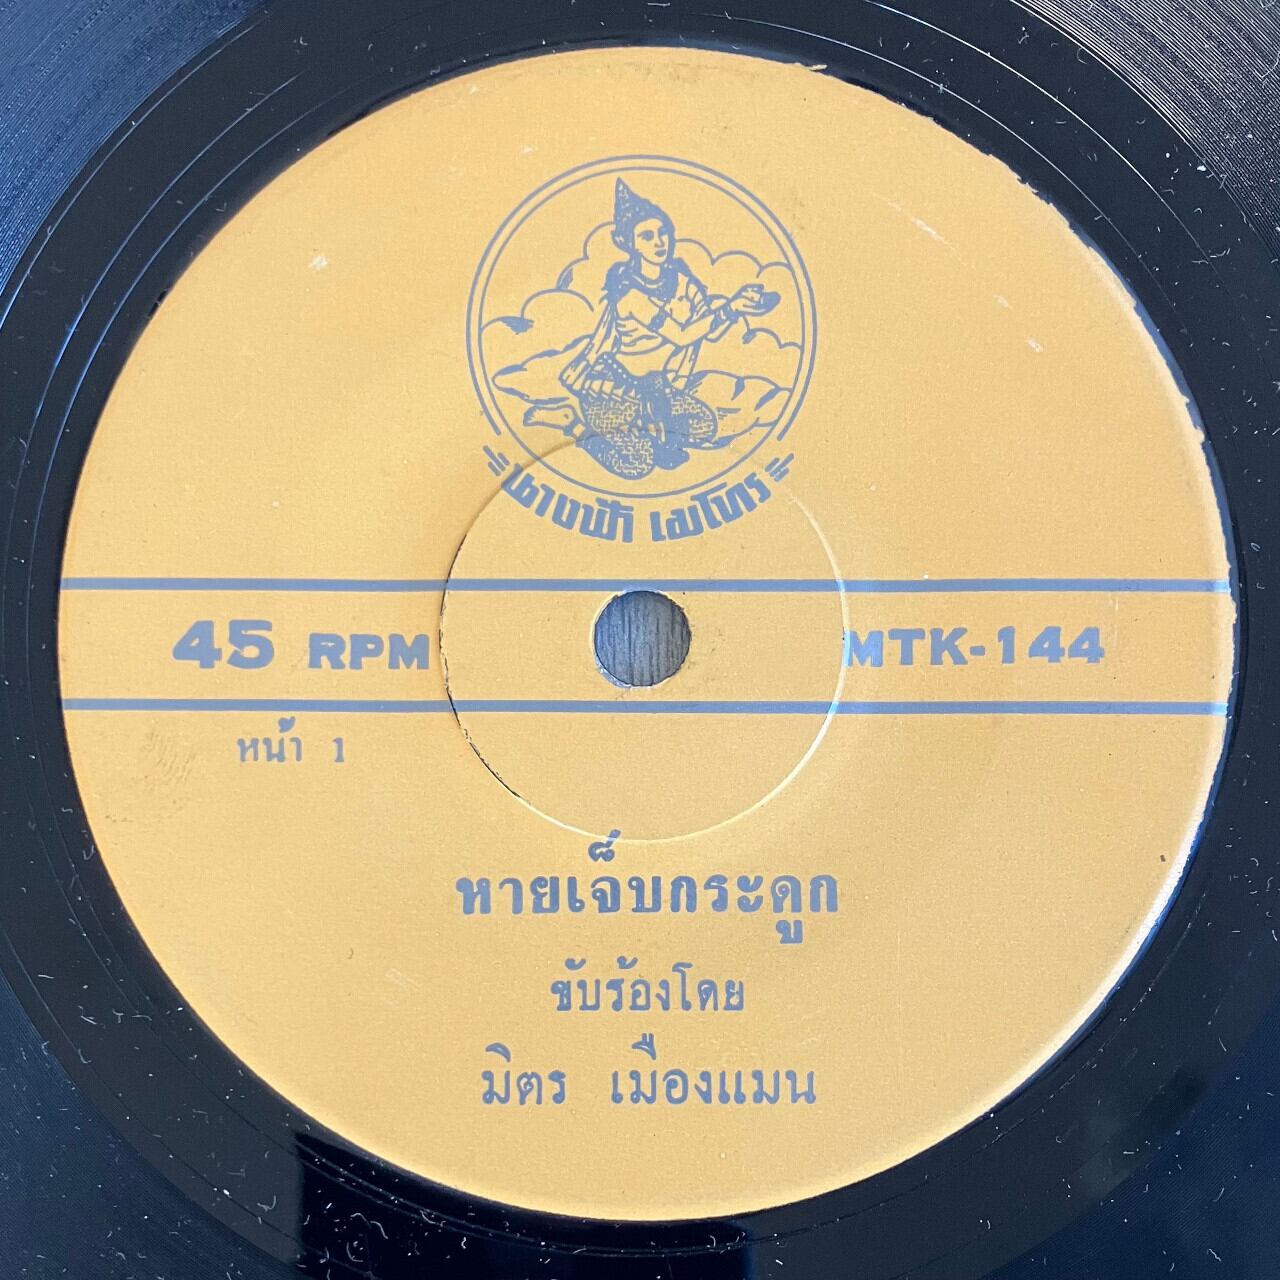 นางฟ้า เมโทร
45 RPM MTK-144
หน้า 1
หายเจ็บกระดูก
ขับร้องโดย
มิตร เมืองแมน